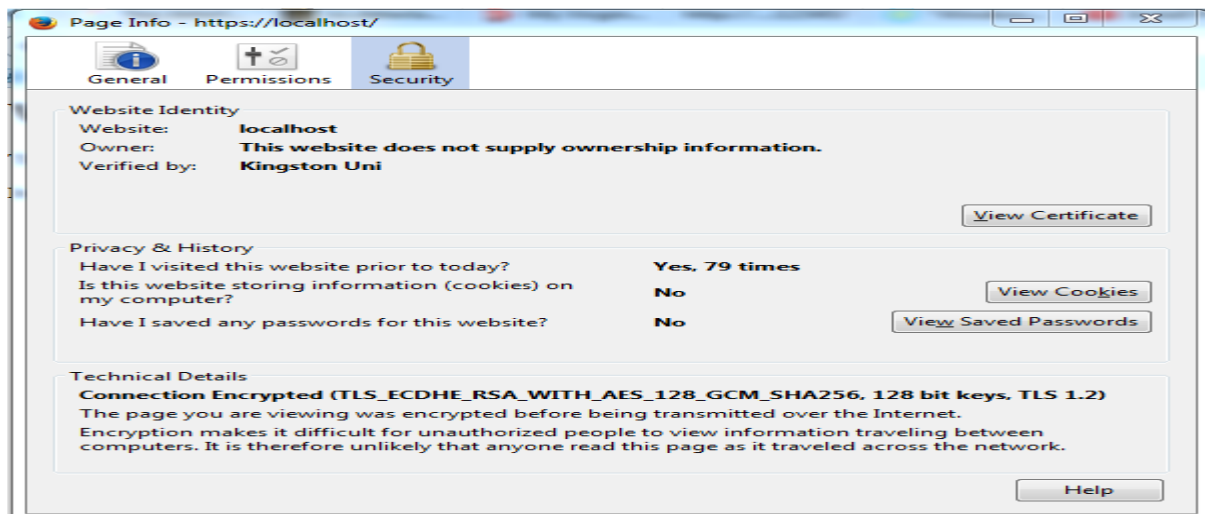 Page Info - https://localhost/
General Permissions Security
Website Identity
Website: localhost
Owner: This website does not supply ownership information.
Verified by: Kingston Uni
View Certificate
Privacy & History
Have I visited this website prior to today? Yes, 79 times
Is this website storing information (cookies) on
my computer? No View Cookies
Have I saved any passwords for this website? No View Saved Passwords
Technical Details
Connection Encrypted (TLS_ECDHE_RSA_WITH_AES_128_GCM_SHA256, 128 bit keys, TLS 1.2)
The page you are viewing was encrypted before being transmitted over the Internet.
Encryption makes it difficult for unauthorized people to view information traveling between
computers. It is therefore unlikely that anyone read this page as it traveled across the network.
Help